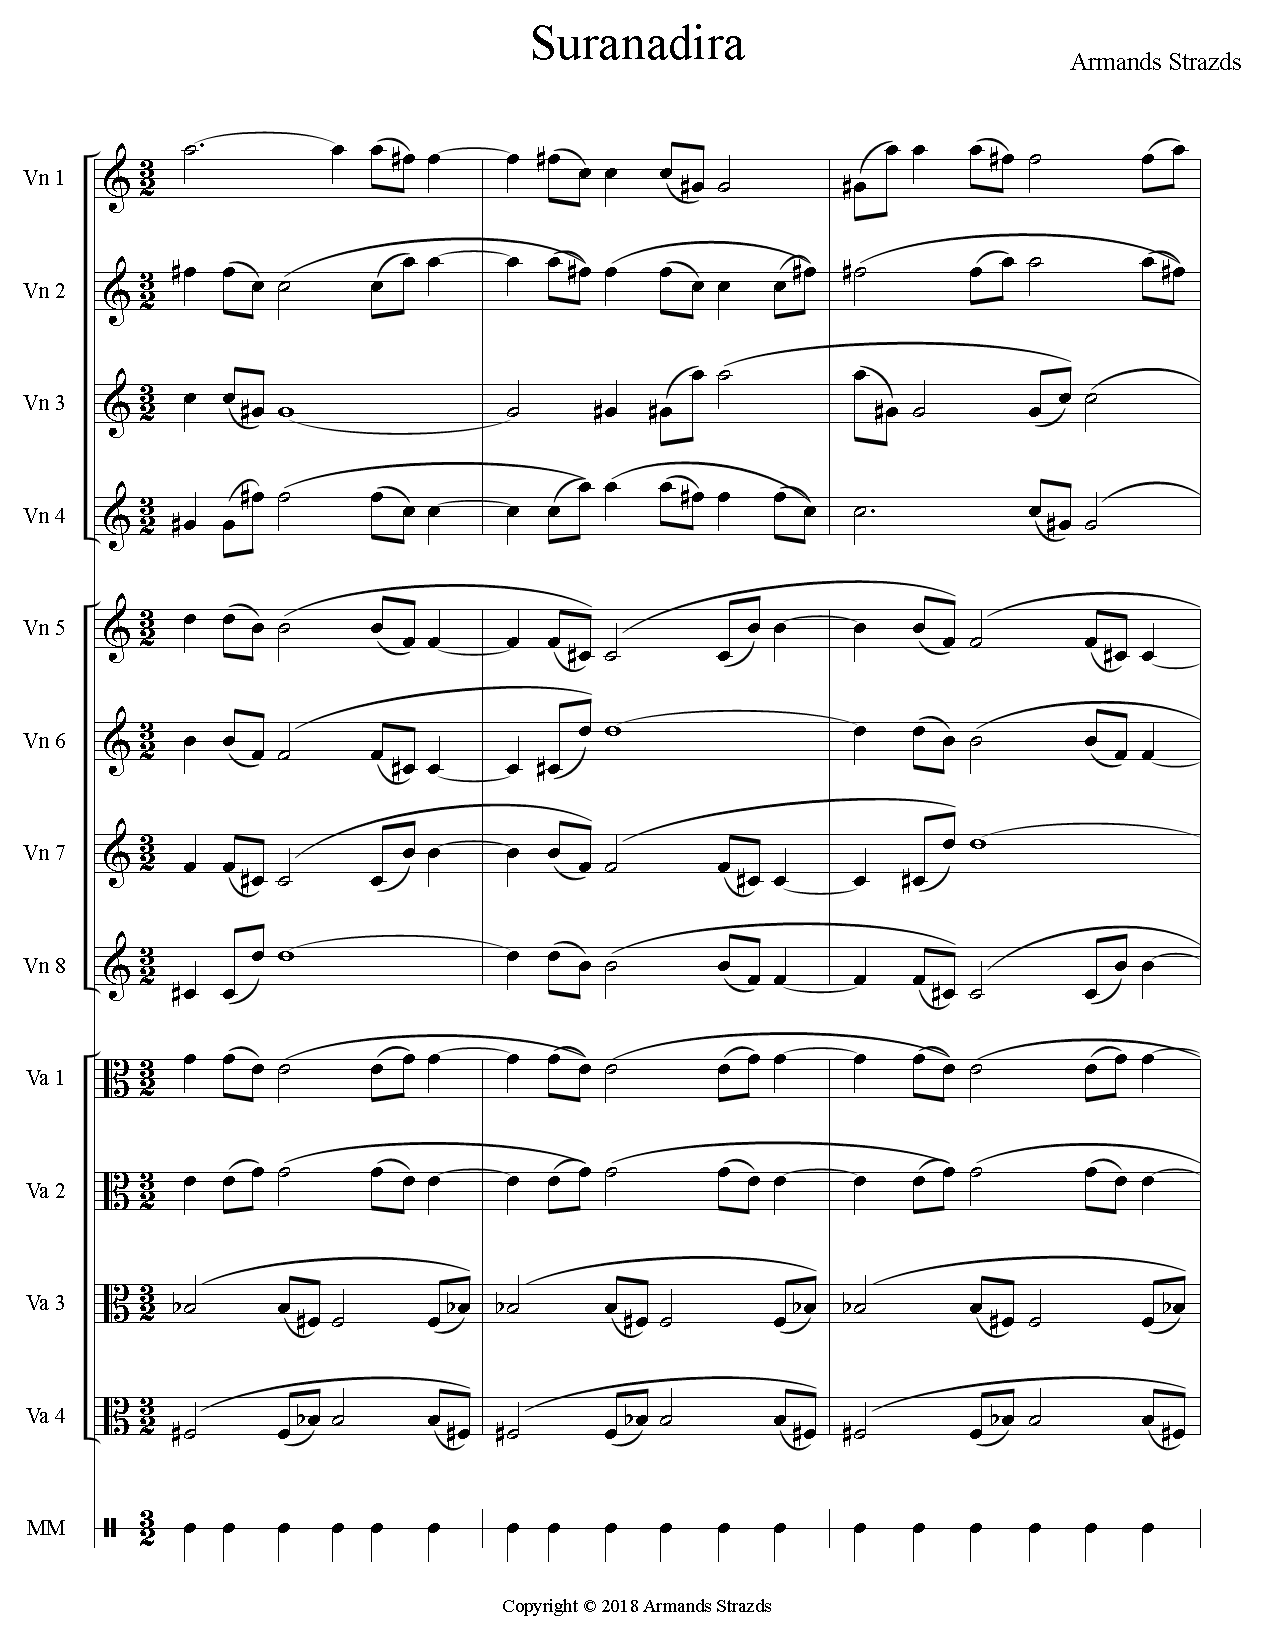 Suranadira
Armands Strazds
Vn 1
Vn 2
Vn 3
Vn 4
Vn 5
Vn 6
Vn 7
Vn 8
Va 1
Va 2
Va 3
Va 4
MM
Copyright © 2018 Armands Strazds